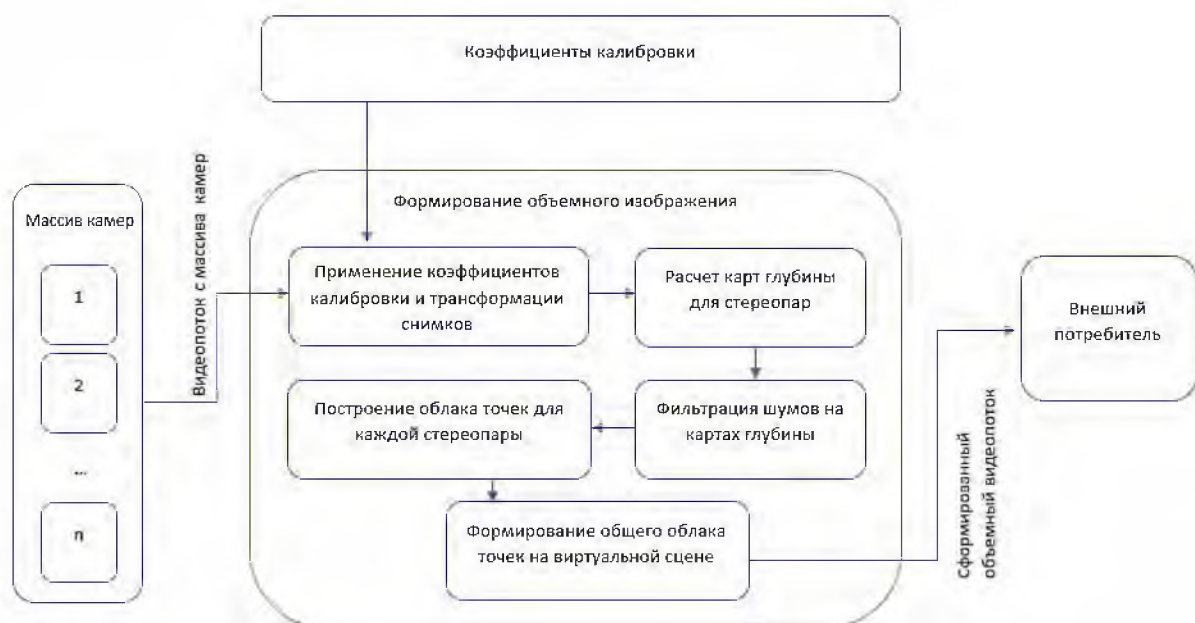 Коэффициенты калибровки
Массив камер
1
2
...
n
Видеопоток с массива камер
Формирование объемного изображения
Применение коэффициентов
калибровки и трансформации
снимков
Расчет карт глубины
для стереопар
Построение облака точек для
каждой стереопары
Фильтрация шумов на
картах глубины
Формирование общего облака
точек на виртуальной сцене
Сформированный
объемный видеопоток
Внешний
потребитель